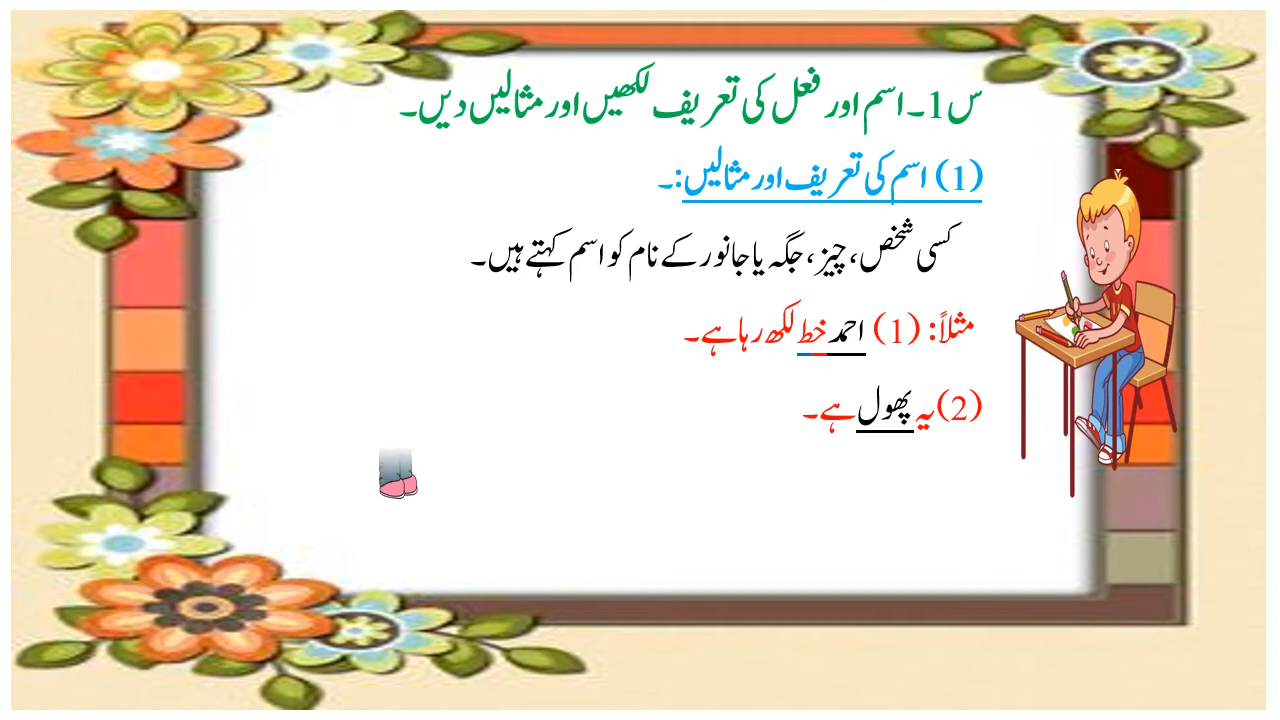 س1۔ اسم اور فعل کی تعریف لکھیں اور مثالیں دیں۔
(1) اسم کی تعریف اور مثالیں:۔
کسی شخص، چیز، جگہ یا جانور کے نام کو اسم کہتے ہیں۔
مثلاً: (1) احمد خط لکھ رہا ہے۔
(2) یہ پھول ہے۔